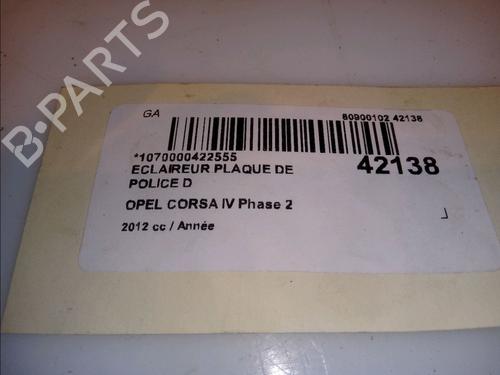 B-PARTS
GA
80900102 42138
*1070000422555
42138
ECLAIREUR PLAQUE DE
POLICE D
OPEL CORSA IV Phase 2
2012 cc / Année